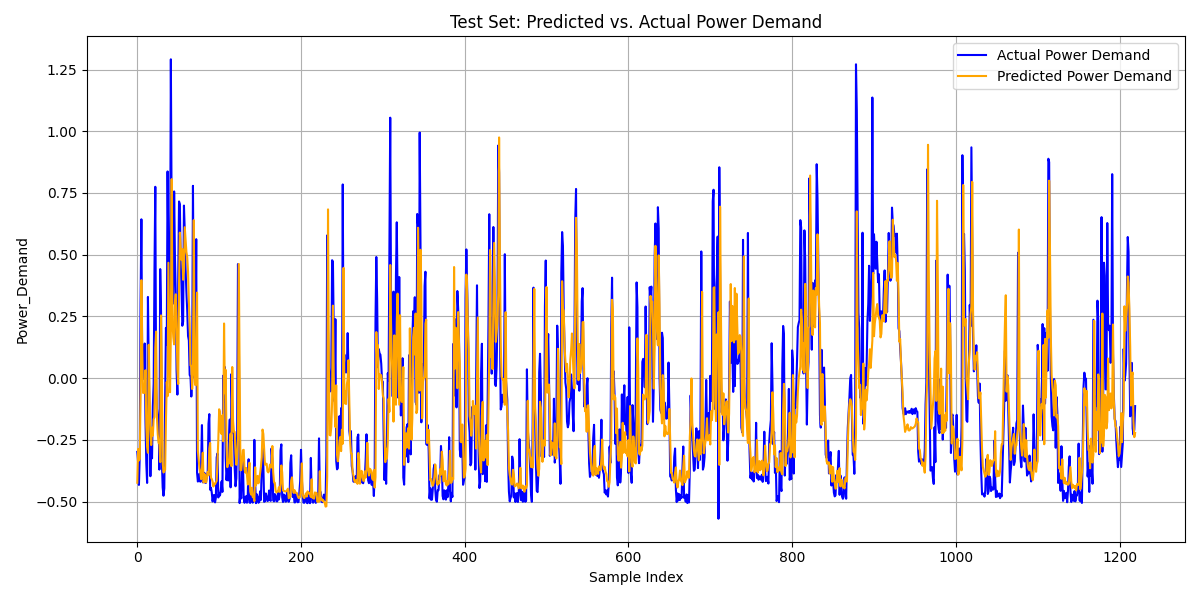 Test Set: Predicted vs. Actual Power Demand
Actual Power Demand
Predicted Power Demand
Power_Demand
1.25
1.00
0.75
0.50
0.25
0.00
−0.25
−0.50
0 200 400 600 800 1000 1200
Sample Index